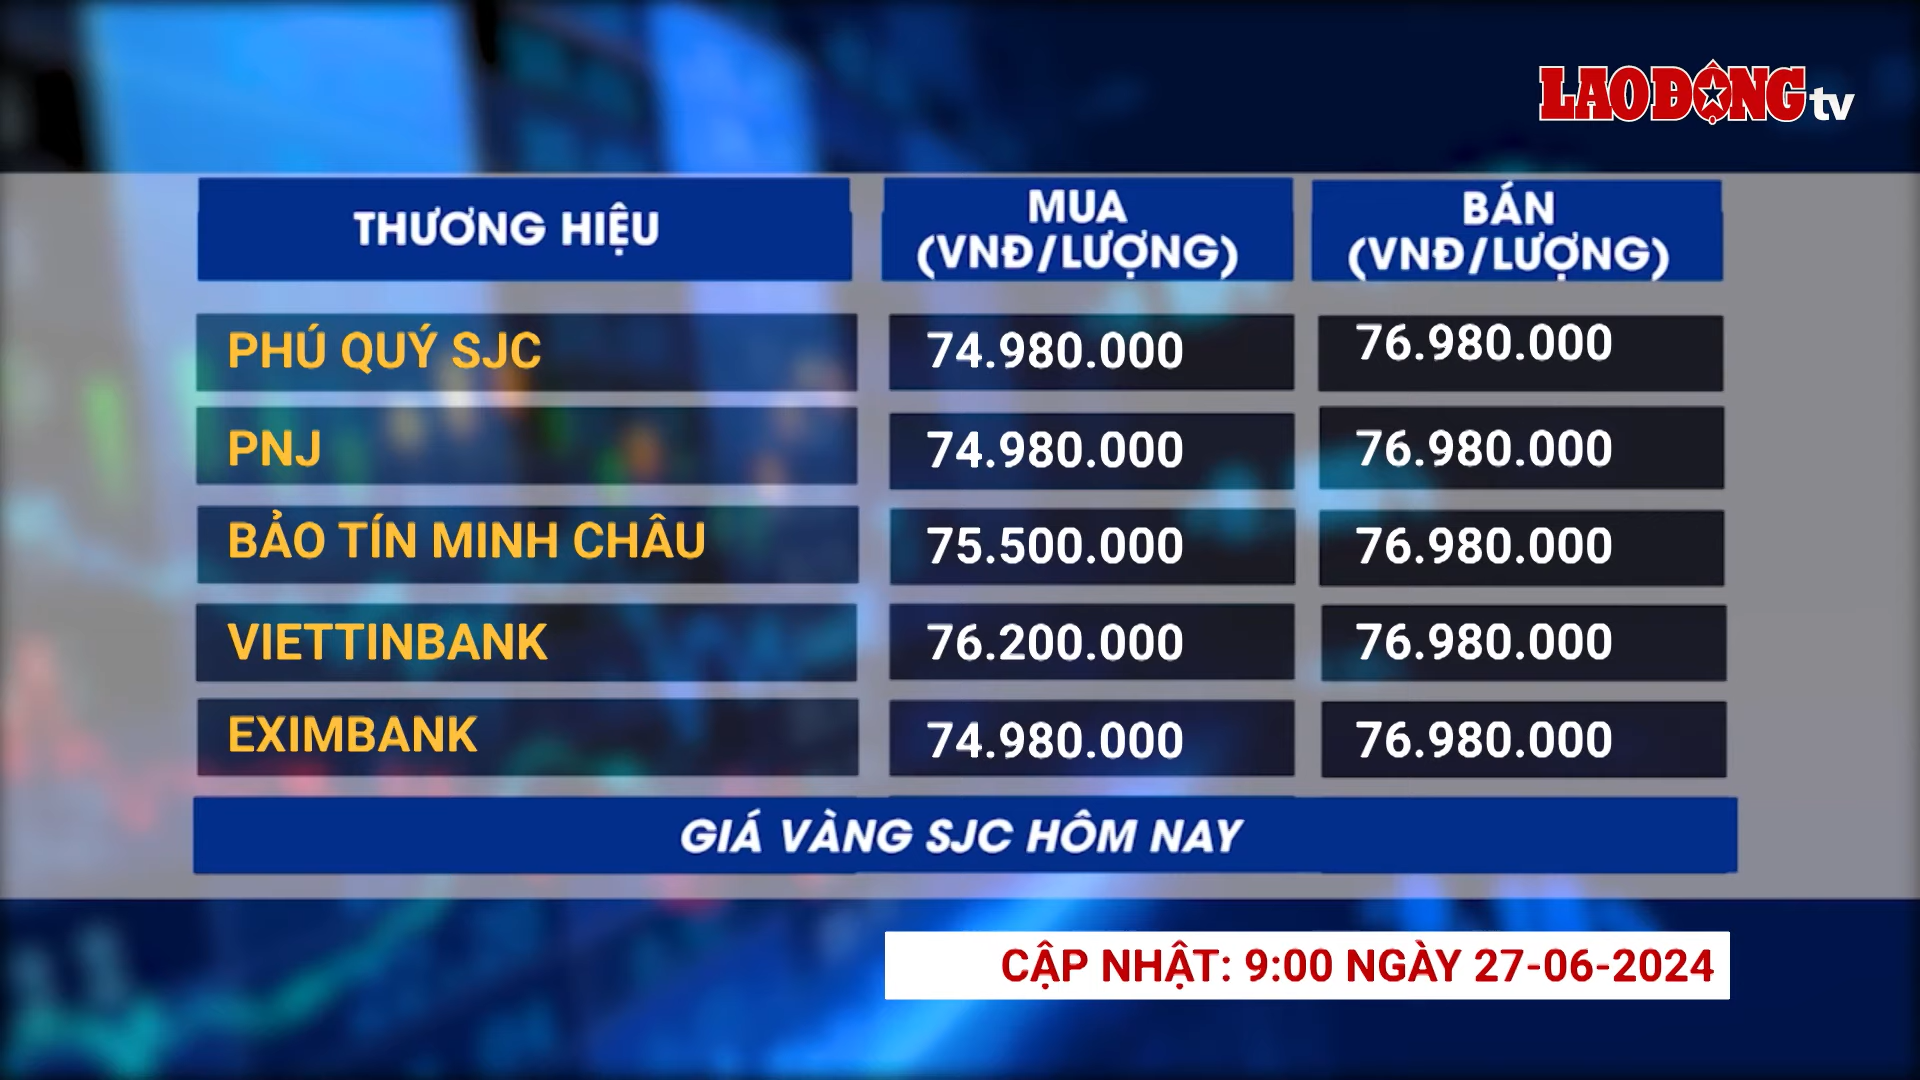 LAO ĐỘNG tv
THƯƠNG HIỆU
MUA
(VNĐ/LƯỢNG)
BÁN
(VNĐ/LƯỢNG)
PHÚ QUÝ SJC 74.980.000 76.980.000
PNJ 74.980.000 76.980.000
BẢO TÍN MINH CHÂU 75.500.000 76.980.000
VIETTINBANK 76.200.000 76.980.000
EXIMBANK 74.980.000 76.980.000
GIÁ VÀNG SJC HÔM NAY
CẬP NHẬT: 9:00 NGÀY 27-06-2024